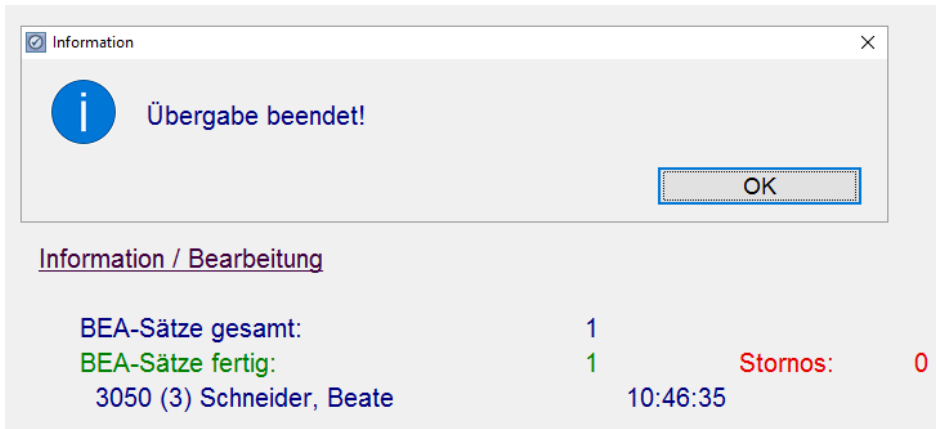 Information
Übergabe beendet!
OK
Information / Bearbeitung
BEA-Sätze gesamt: 1
BEA-Sätze fertig: 1 Stornos: 0
3050 (3) Schneider, Beate 10:46:35